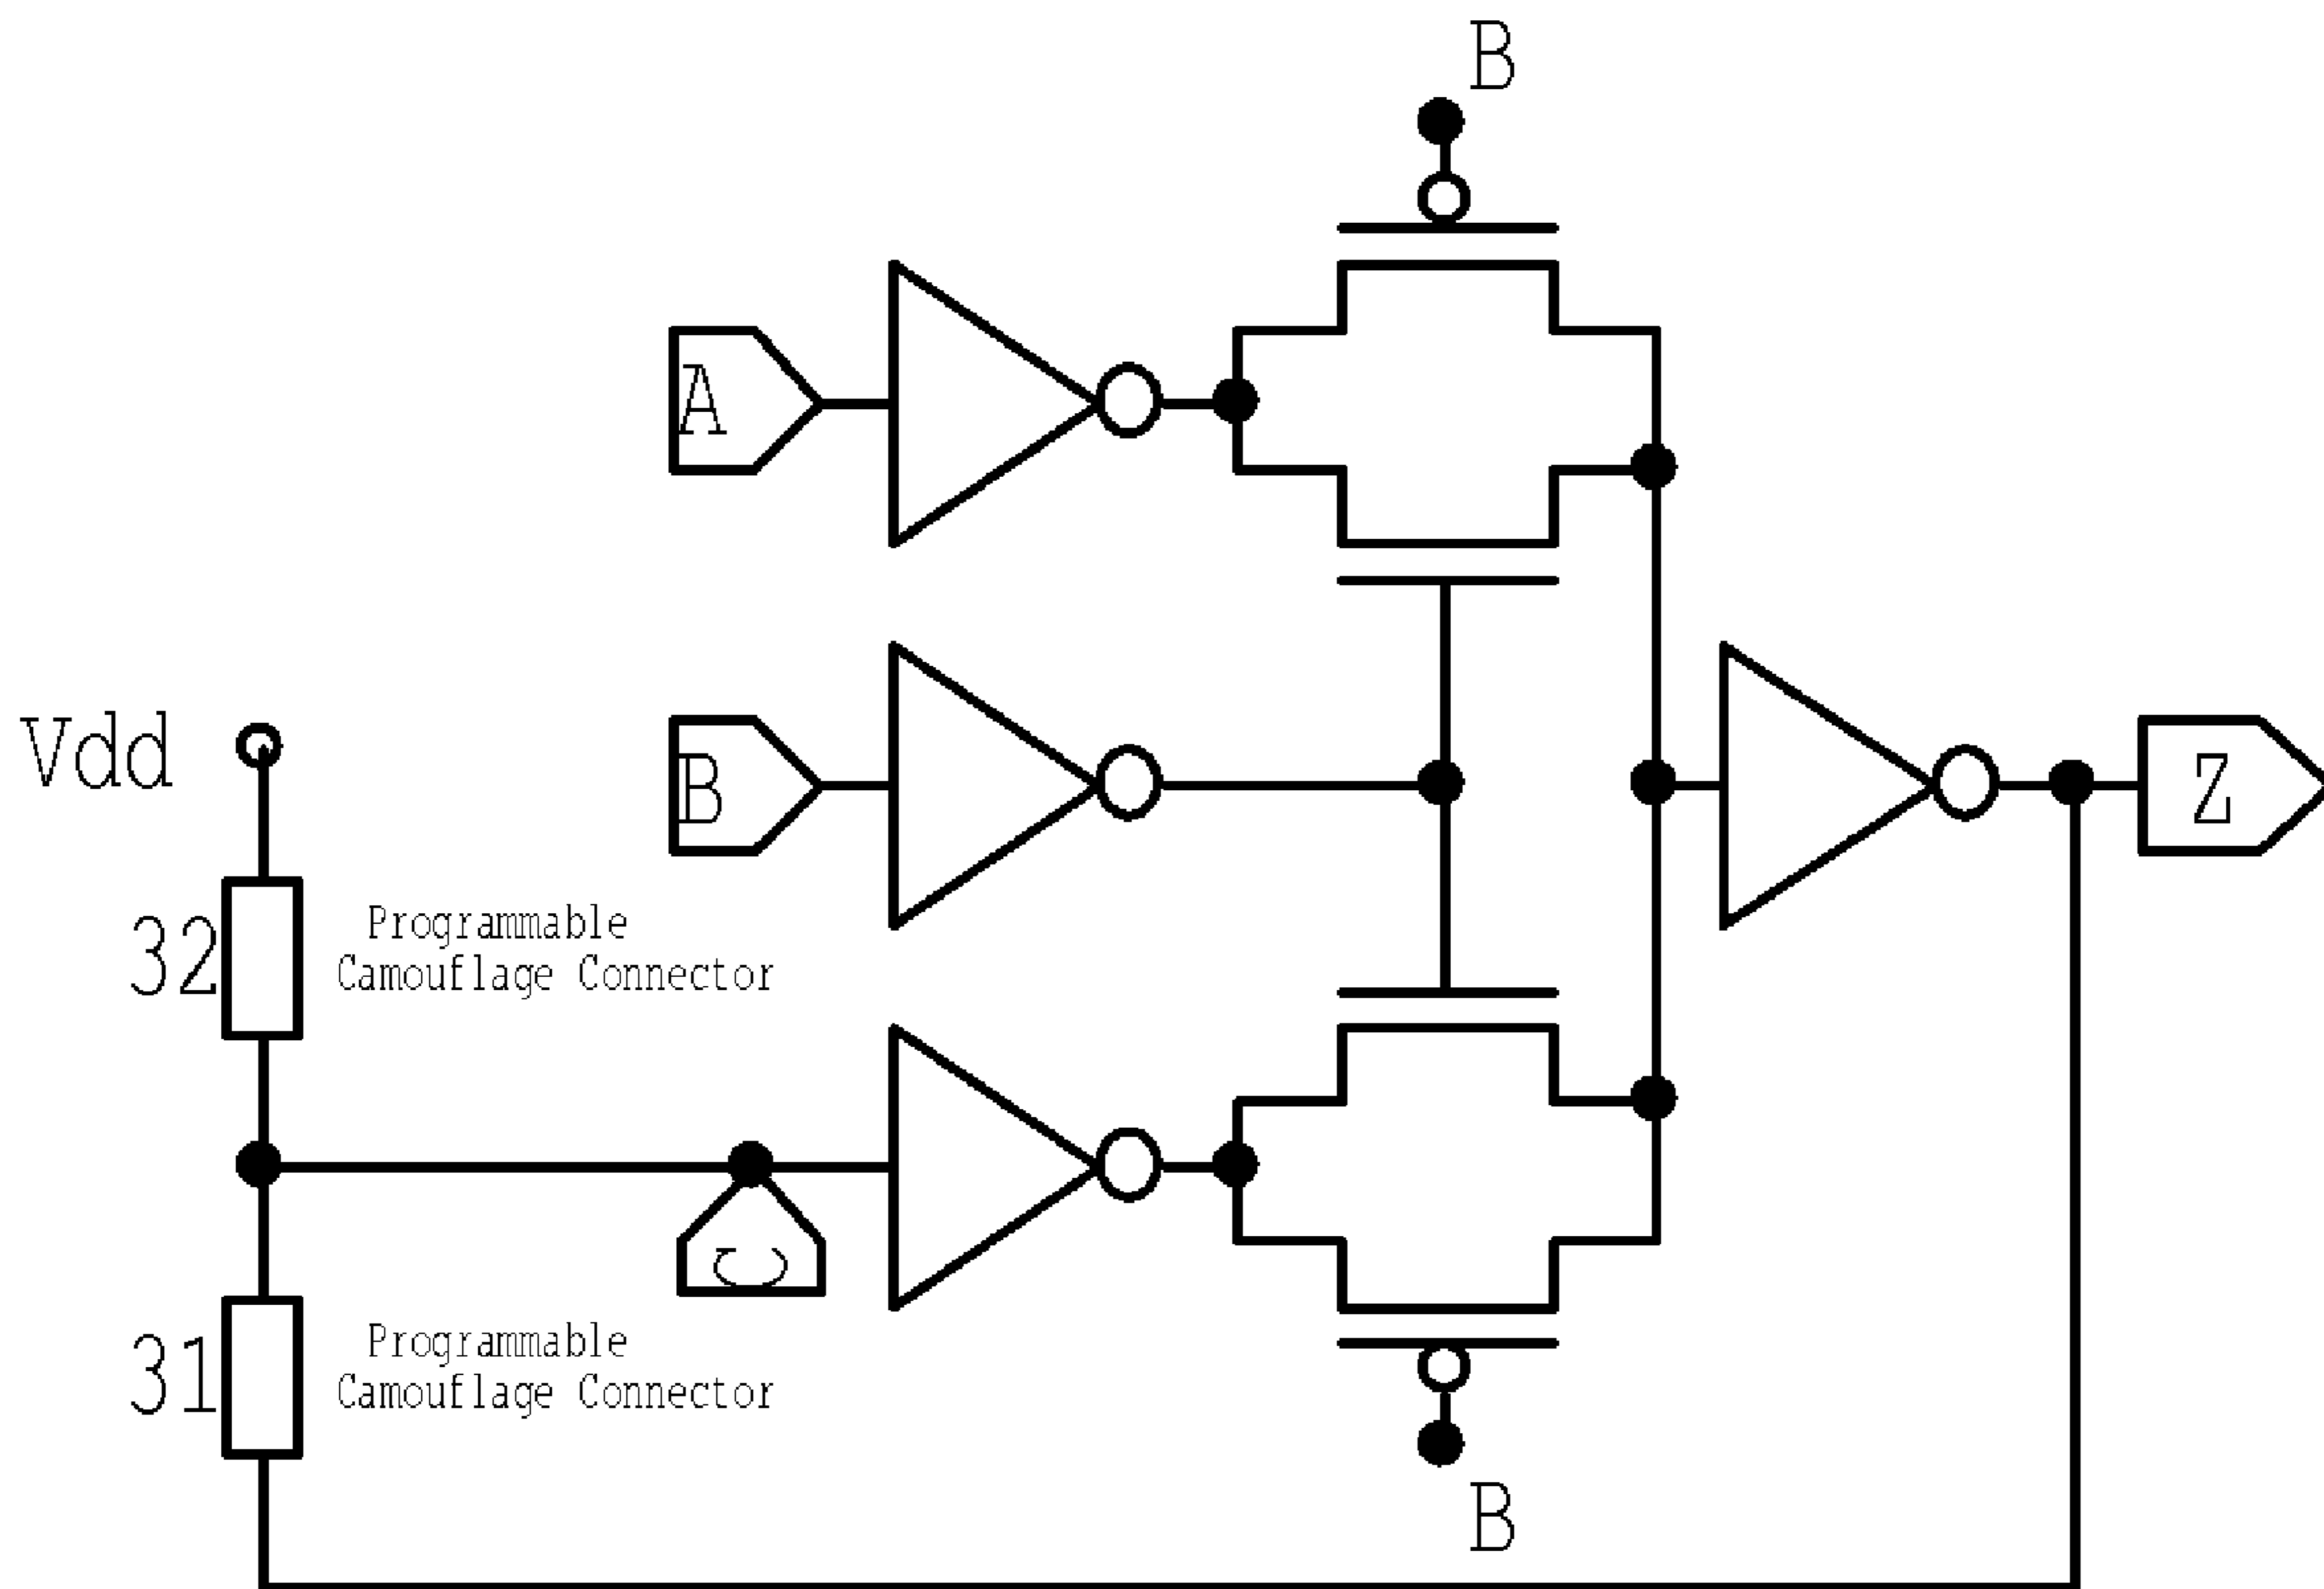 B
A
Vdd
B
Z
32
Programmable
Camouflage Connector
C
31
Programmable
Camouflage Connector
B